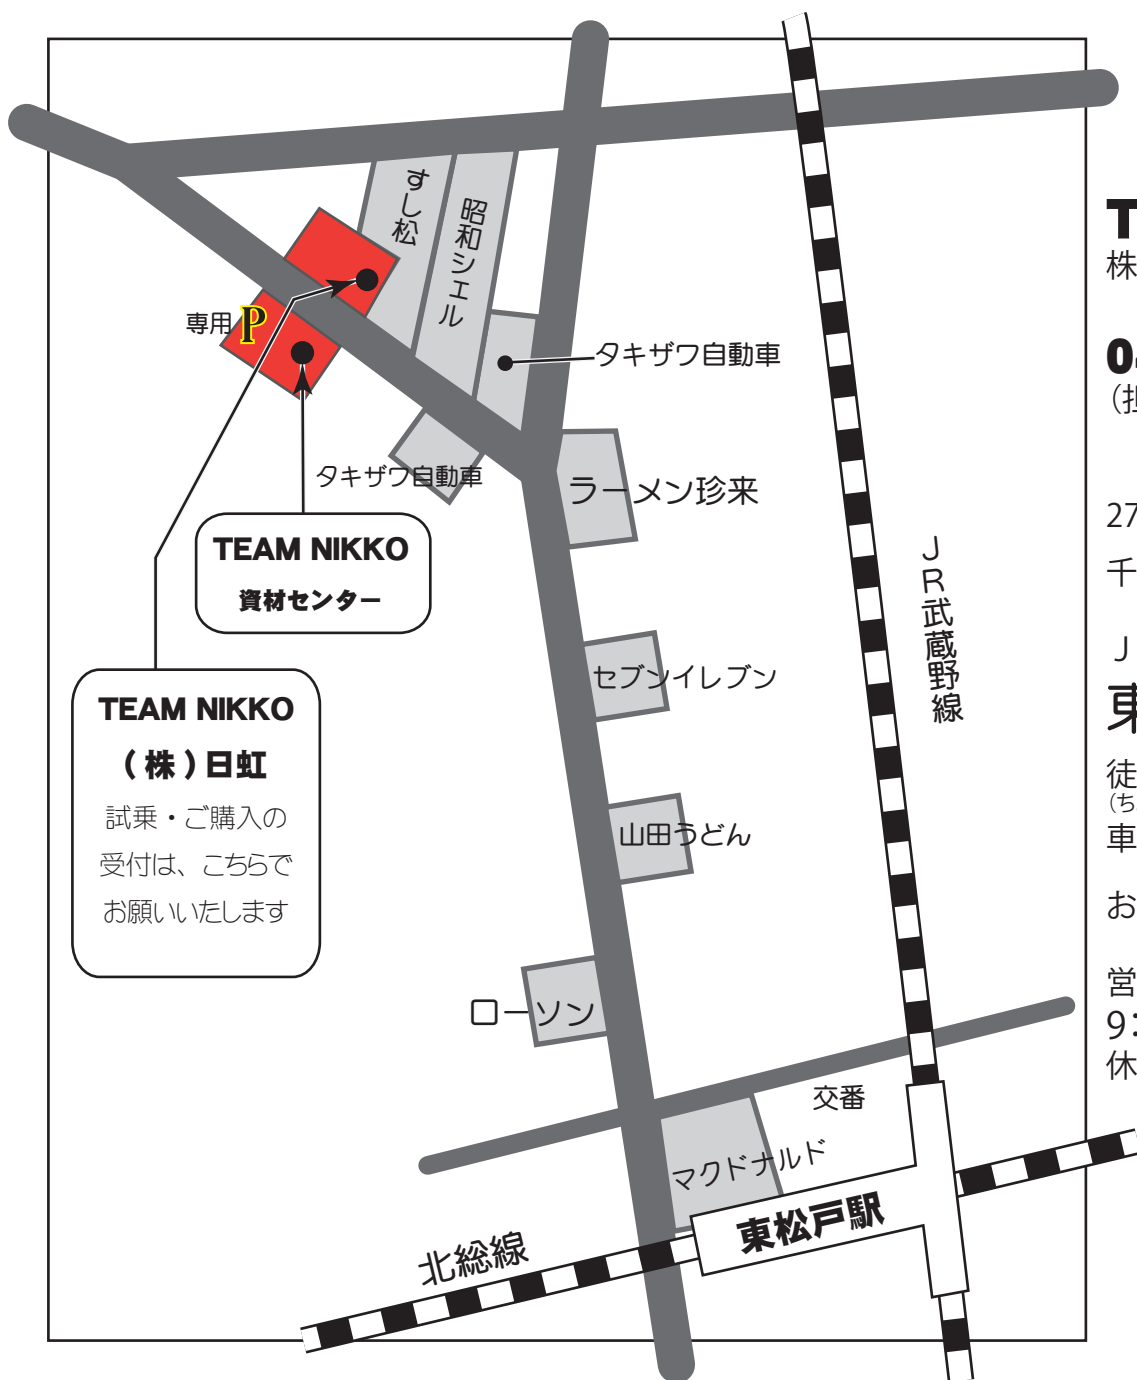 すし松
昭和シェル
専用 P
タキザワ自動車
タキザワ自動車
ラーメン珍来
TEAM NIKKO
資材センター
JR武蔵野線
セブンイレブン
TEAM NIKKO
(株)日虹
試乗・ご購入の
受付は、こちらで
お願いいたします
山田うどん
ローソン
交番
マクドナルド
東松戸駅
北総線
T
株
0
(担
27
千
J
東
徒
(ち
車
お
営
9:
休